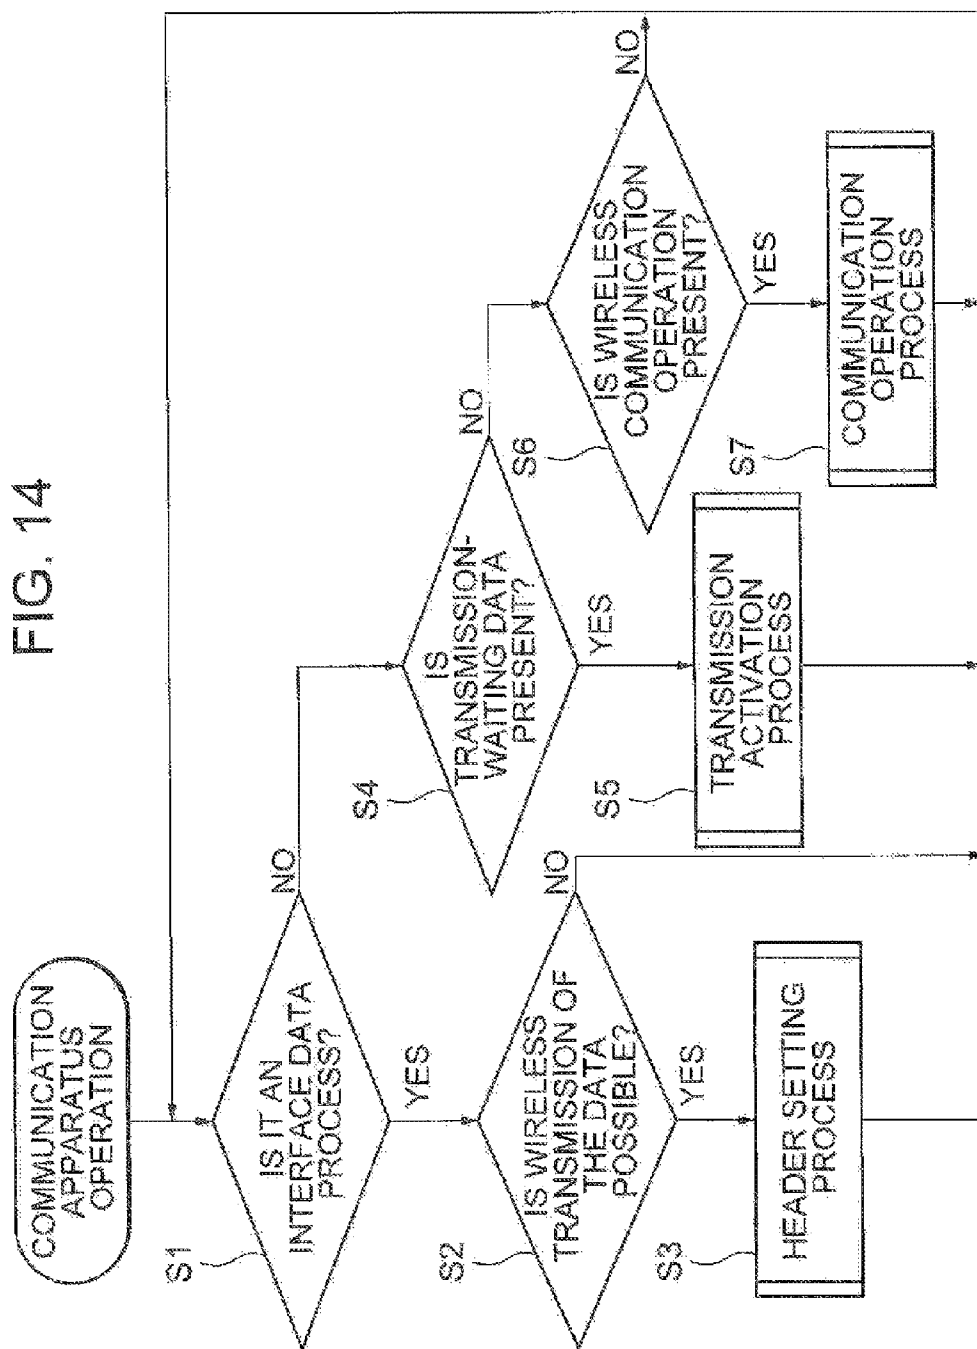 FIG. 14
COMMUNICATION
APPARATUS
OPERATION
S1
IS IT AN
INTERFACE DATA
PROCESS?
NO
YES
S2
IS WIRELESS
TRANSMISSION OF
THE DATA
POSSIBLE?
NO
YES
S3
HEADER SETTING
PROCESS
S4
IS
TRANSMISSION-
WAITING DATA
PRESENT?
NO
YES
S5
TRANSMISSION
ACTIVATION
PROCESS
S6
IS WIRELESS
COMMUNICATION
OPERATION
PRESENT?
NO
YES
S7
COMMUNICATION
OPERATION
PROCESS